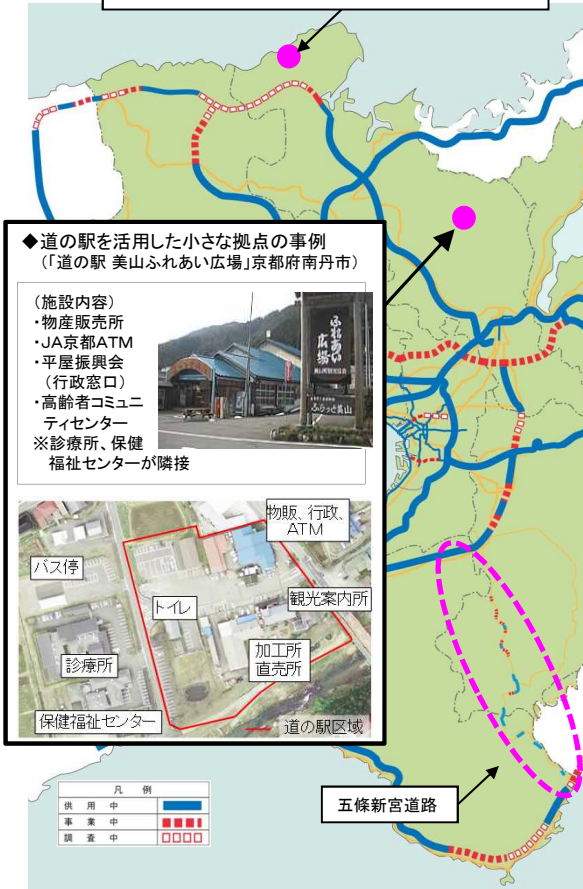 ◆道の駅を活用した小さな拠点の事例
(「道の駅 美山ふれあい広場」京都府南丹市)
(施設内容)
・物産販売所
・JA京都ATM
・平屋振興会
(行政窓口)
・高齢者コミュニ
ティセンター
※診療所、保健
福祉センターが隣接
ふれあい
広場
ふらっと美山
物販、行政、
ATM
バス停
トイレ
観光案内所
診療所
加工所
直売所
保健福祉センター
道の駅区域
五條新宮道路
凡 例
供 用 中
事 業 中
調 査 中